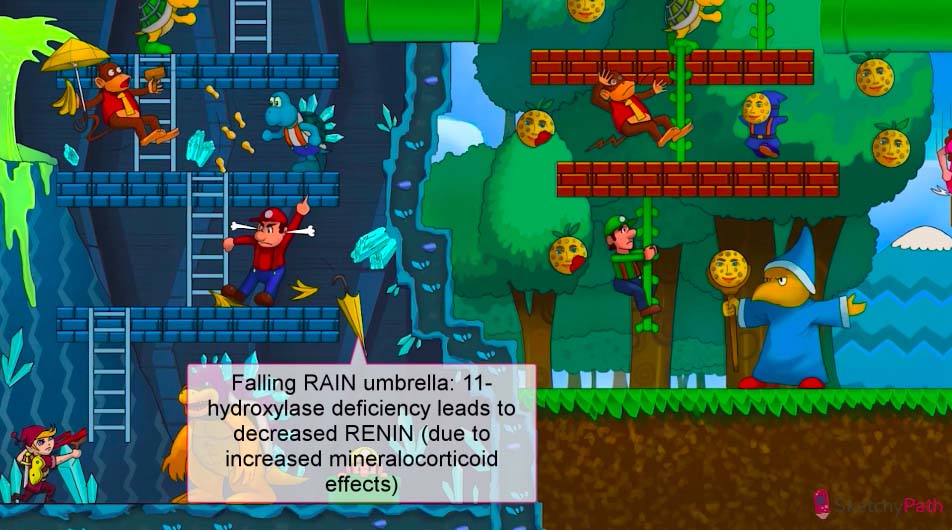 Falling RAIN umbrella: 11-
hydroxylase deficiency leads to
decreased RENIN (due to
increased mineralocorticoid
effects)
SketchyPath